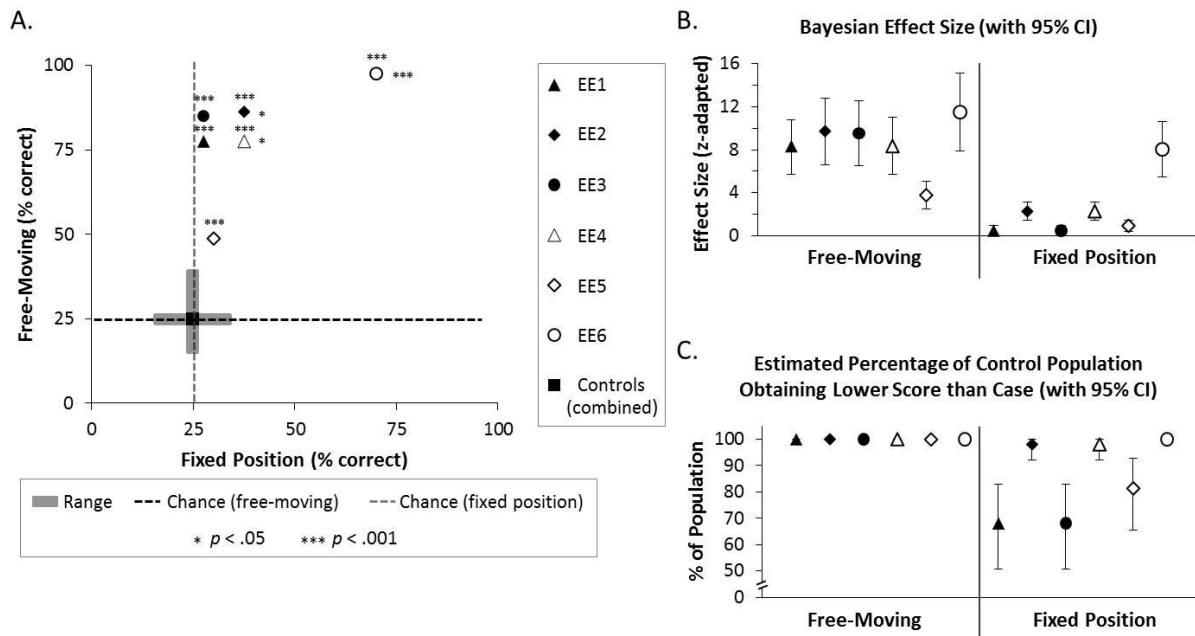 A.
Free-Moving (% correct)
100
75
50
25
0
***
***
***
***
*
***
***
*
***
***
0
25
50
75
100
Fixed Position (% correct)
EE1
EE2
EE3
EE4
EE5
EE6
Controls
(combined)
Range
Chance (free-moving)
Chance (fixed position)
* p < .05
*** p < .001
B.
Bayesian Effect Size (with 95% CI)
Effect Size (z-adapted)
16
12
8
4
0
Free-Moving
Fixed Position
C.
Estimated Percentage of Control Population
Obtaining Lower Score than Case (with 95% CI)
% of Population
100
90
80
70
60
50
0
Free-Moving
Fixed Position